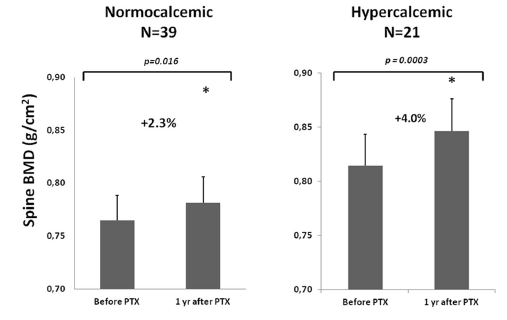 Normocalcemic
N=39
p=0.016
Spine BMD (g/cm²)
0,90
0,85
0,80
0,75
0,70
*
+2.3%
Before PTX
1 yr after PTX
Hypercalcemic
N=21
p = 0.0003
0,90
0,85
0,80
0,75
0,70
*
+4.0%
Before PTX
1 yr after PTX